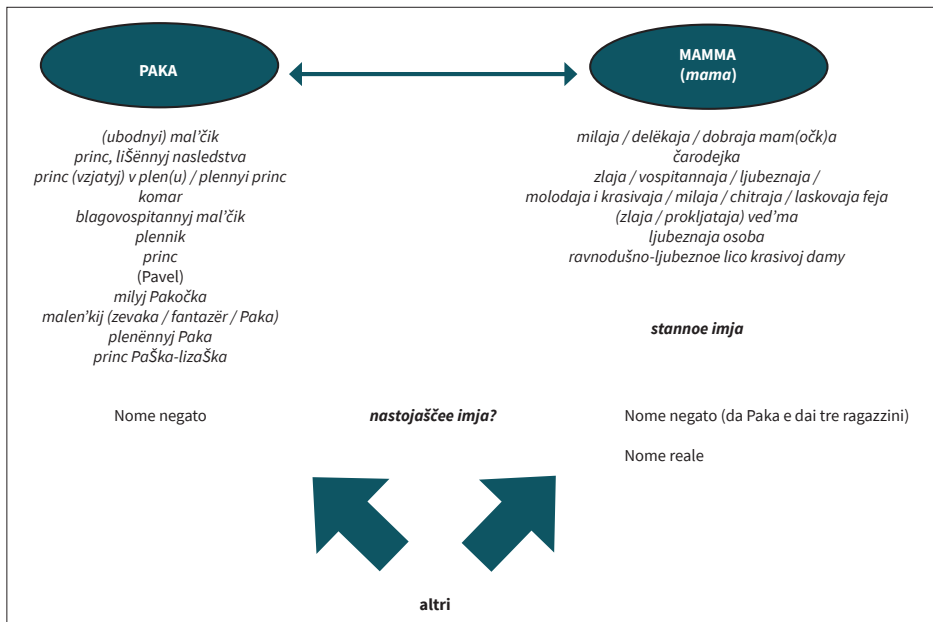 PAKA
MAMMA
(mama)
(ubodnyi) mal’čik
princ, liŠënnyj nasledstva
princ (vzjatyj) v plen(u) / plennyi princ
komar
blagovospitannyj mal’čik
plennik
princ
(Pavel)
milyj Pakočka
malen’kij (zevaka / fantazër / Paka)
plenënnyj Paka
princ PaŠka-lizaŠka
milaja / delëkaja / dobraja mam(očk)a
čarodejka
zlaja / vospitannaja / ljubeznaja /
molodaja i krasivaja / milaja / chitraja / laskovaja feja
(zlaja / prokljataja) ved’ma
ljubeznaja osoba
ravnodušno-ljubeznoe lico krasivoj damy
stannoe imja
Nome negato
nastojaščee imja?
Nome negato (da Paka e dai tre ragazzini)
Nome reale
altri